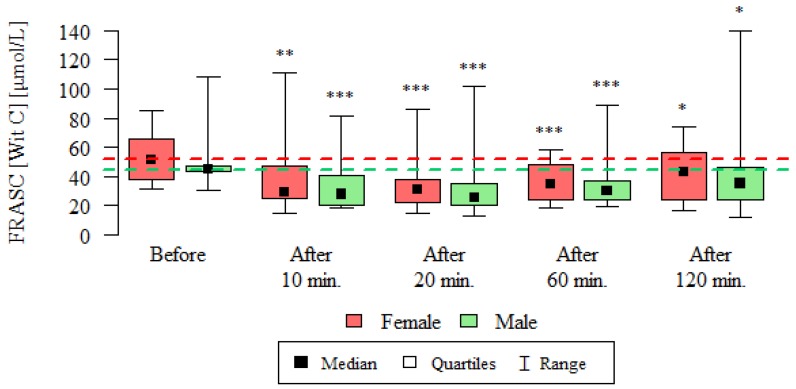 FRASC [Wit C] [μmol/L]
140
120
100
80
60
40
20
0
** *** *** *** *** *** * *
Before After After After After
10 min. 20 min. 60 min. 120 min.
Female Male
Median Quartiles Range